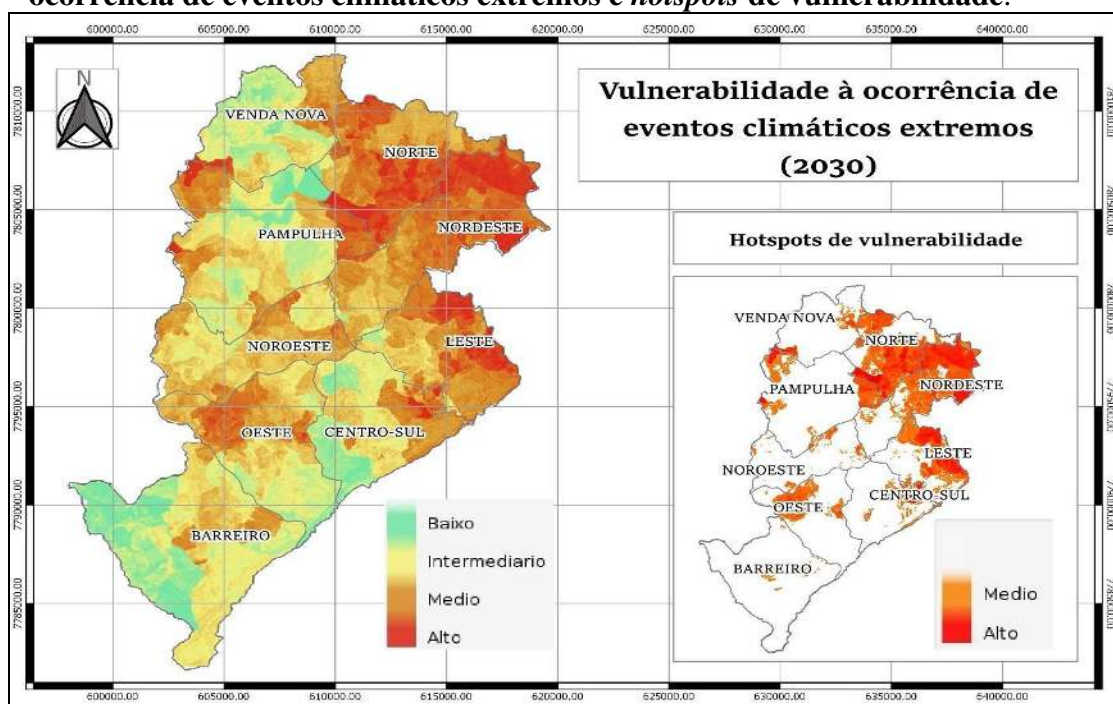 ocorrência de eventos climáticos extremos e hotspots de vulnerabilidade.
600000.00 605000.00 610000.00 615000.00 620000.00 625000.00 630000.00 635000.00 640000.00
N
Vulnerabilidade à ocorrência de
eventos climáticos extremos
(2030)
VENDA NOVA
NORTE
PAMPULHA
NORDESTE
NOROESTE
LESTE
OESTE
CENTRO-SUL
BARREIRO
Baixo
Intermediario
Medio
Alto
Hotspots de vulnerabilidade
VENDA NOVA
NORTE
PAMPULHA
NORDESTE
LESTE
NOROESTE
CENTRO-SUL
OESTE
BARREIRO
Medio
Alto
7810000.00
7805000.00
7800000.00
7795000.00
7790000.00
7785000.00
600000.00 605000.00 610000.00 615000.00 620000.00 625000.00 630000.00 635000.00 640000.00